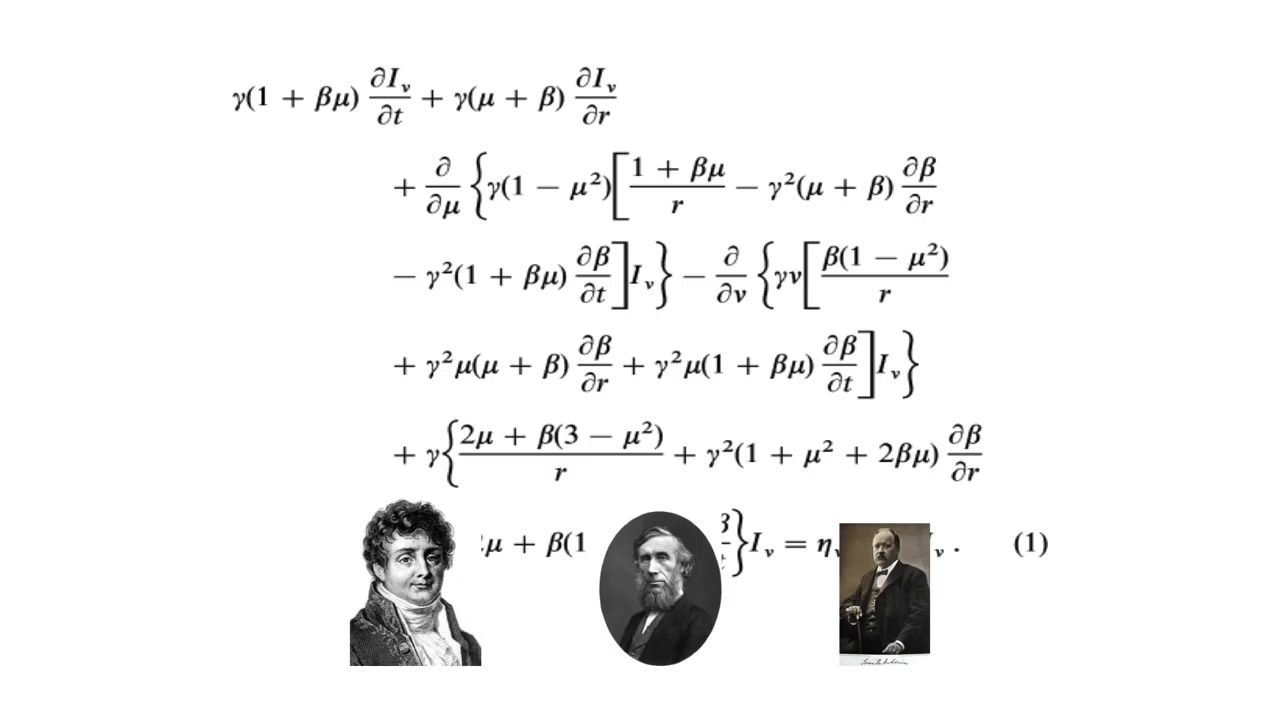 γ(1 + βμ) ∂I_ν/∂t + γ(μ + β) ∂I_ν/∂r
+ ∂/∂μ {γ(1 − μ²)[(1 + βμ)/r − γ²(μ + β) ∂β/∂r
− γ²(1 + βμ) ∂β/∂t]I_ν} − ∂/∂ν {γν[β(1 − μ²)/r
+ γ²μ(μ + β) ∂β/∂r + γ²μ(1 + βμ) ∂β/∂t]I_ν}
+ γ{(2μ + β(3 − μ²))/r + γ²(1 + μ² + 2βμ) ∂β/∂r
μ + β(1 }I_ν = η ν . (1)